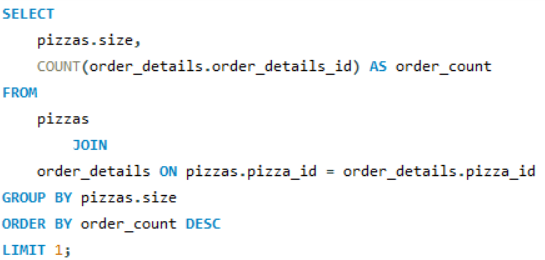 SELECT
    pizzas.size,
    COUNT(order_details.order_details_id) AS order_count
FROM
    pizzas
        JOIN
    order_details ON pizzas.pizza_id = order_details.pizza_id
GROUP BY pizzas.size
ORDER BY order_count DESC
LIMIT 1;